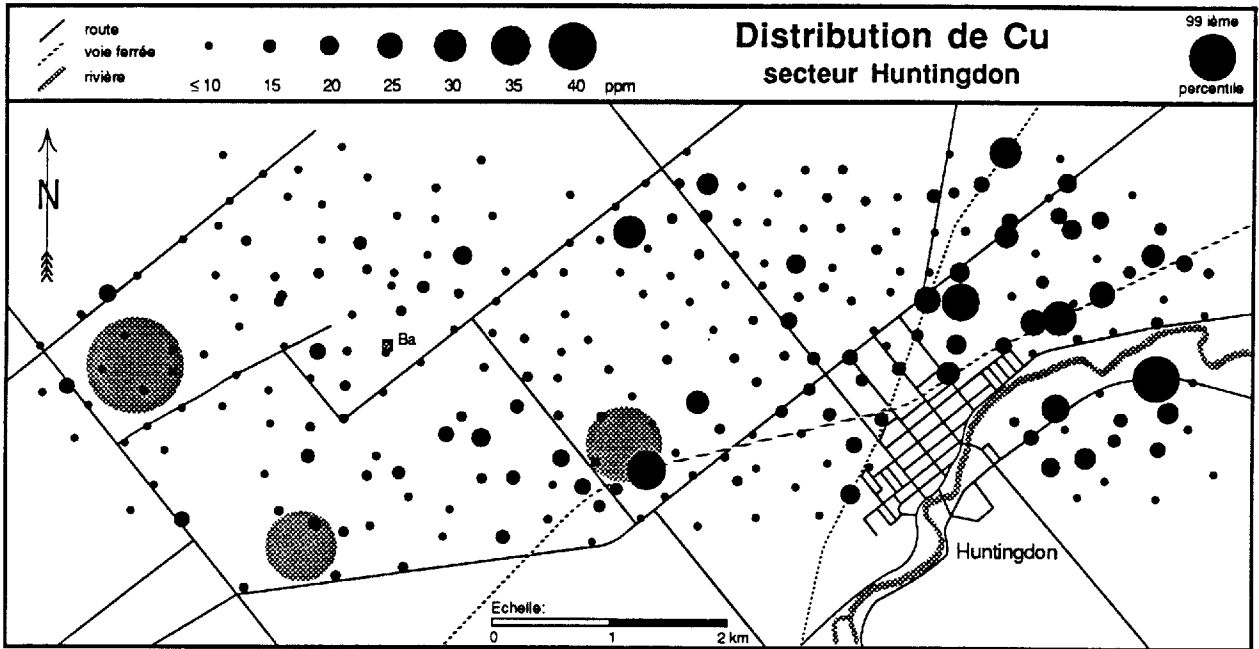 route
voie ferrée
rivière
≤ 10 15 20 25 30 35 40 ppm
Distribution de Cu
secteur Huntingdon
99 ième
percentile
N
Ba
Huntingdon
Echelle:
0 1 2 km